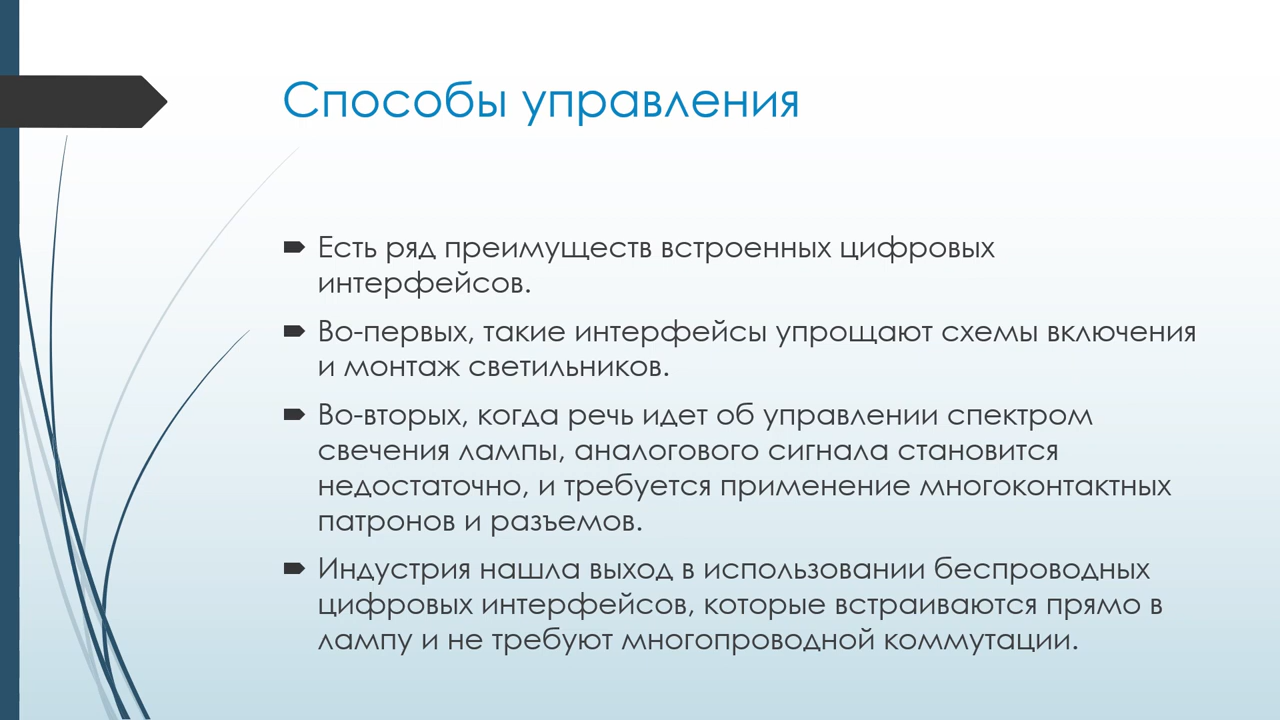 Способы управления
Есть ряд преимуществ встроенных цифровых
интерфейсов.
Во-первых, такие интерфейсы упрощают схемы включения
и монтаж светильников.
Во-вторых, когда речь идет об управлении спектром
свечения лампы, аналогового сигнала становится
недостаточно, и требуется применение многоконтактных
патронов и разъемов.
Индустрия нашла выход в использовании беспроводных
цифровых интерфейсов, которые встраиваются прямо в
лампу и не требуют многопроводной коммутации.